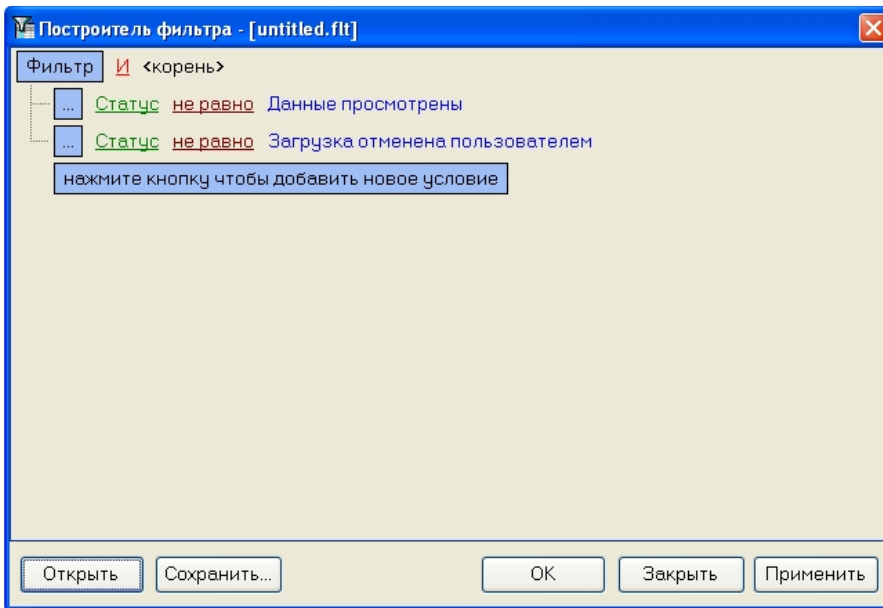 Построитель фильтра - [untitled.flt]
Фильтр И <корень>
... Статус не равно Данные просмотрены
... Статус не равно Загрузка отменена пользователем
нажмите кнопку чтобы добавить новое условие
Открыть Сохранить... OK Закрыть Применить